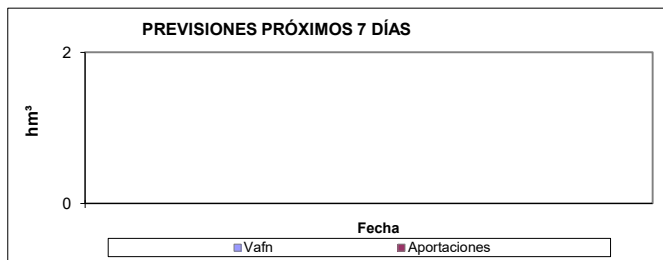 PREVISIONES PRÓXIMOS 7 DÍAS
2
hm³
0
Fecha
Vafn Aportaciones